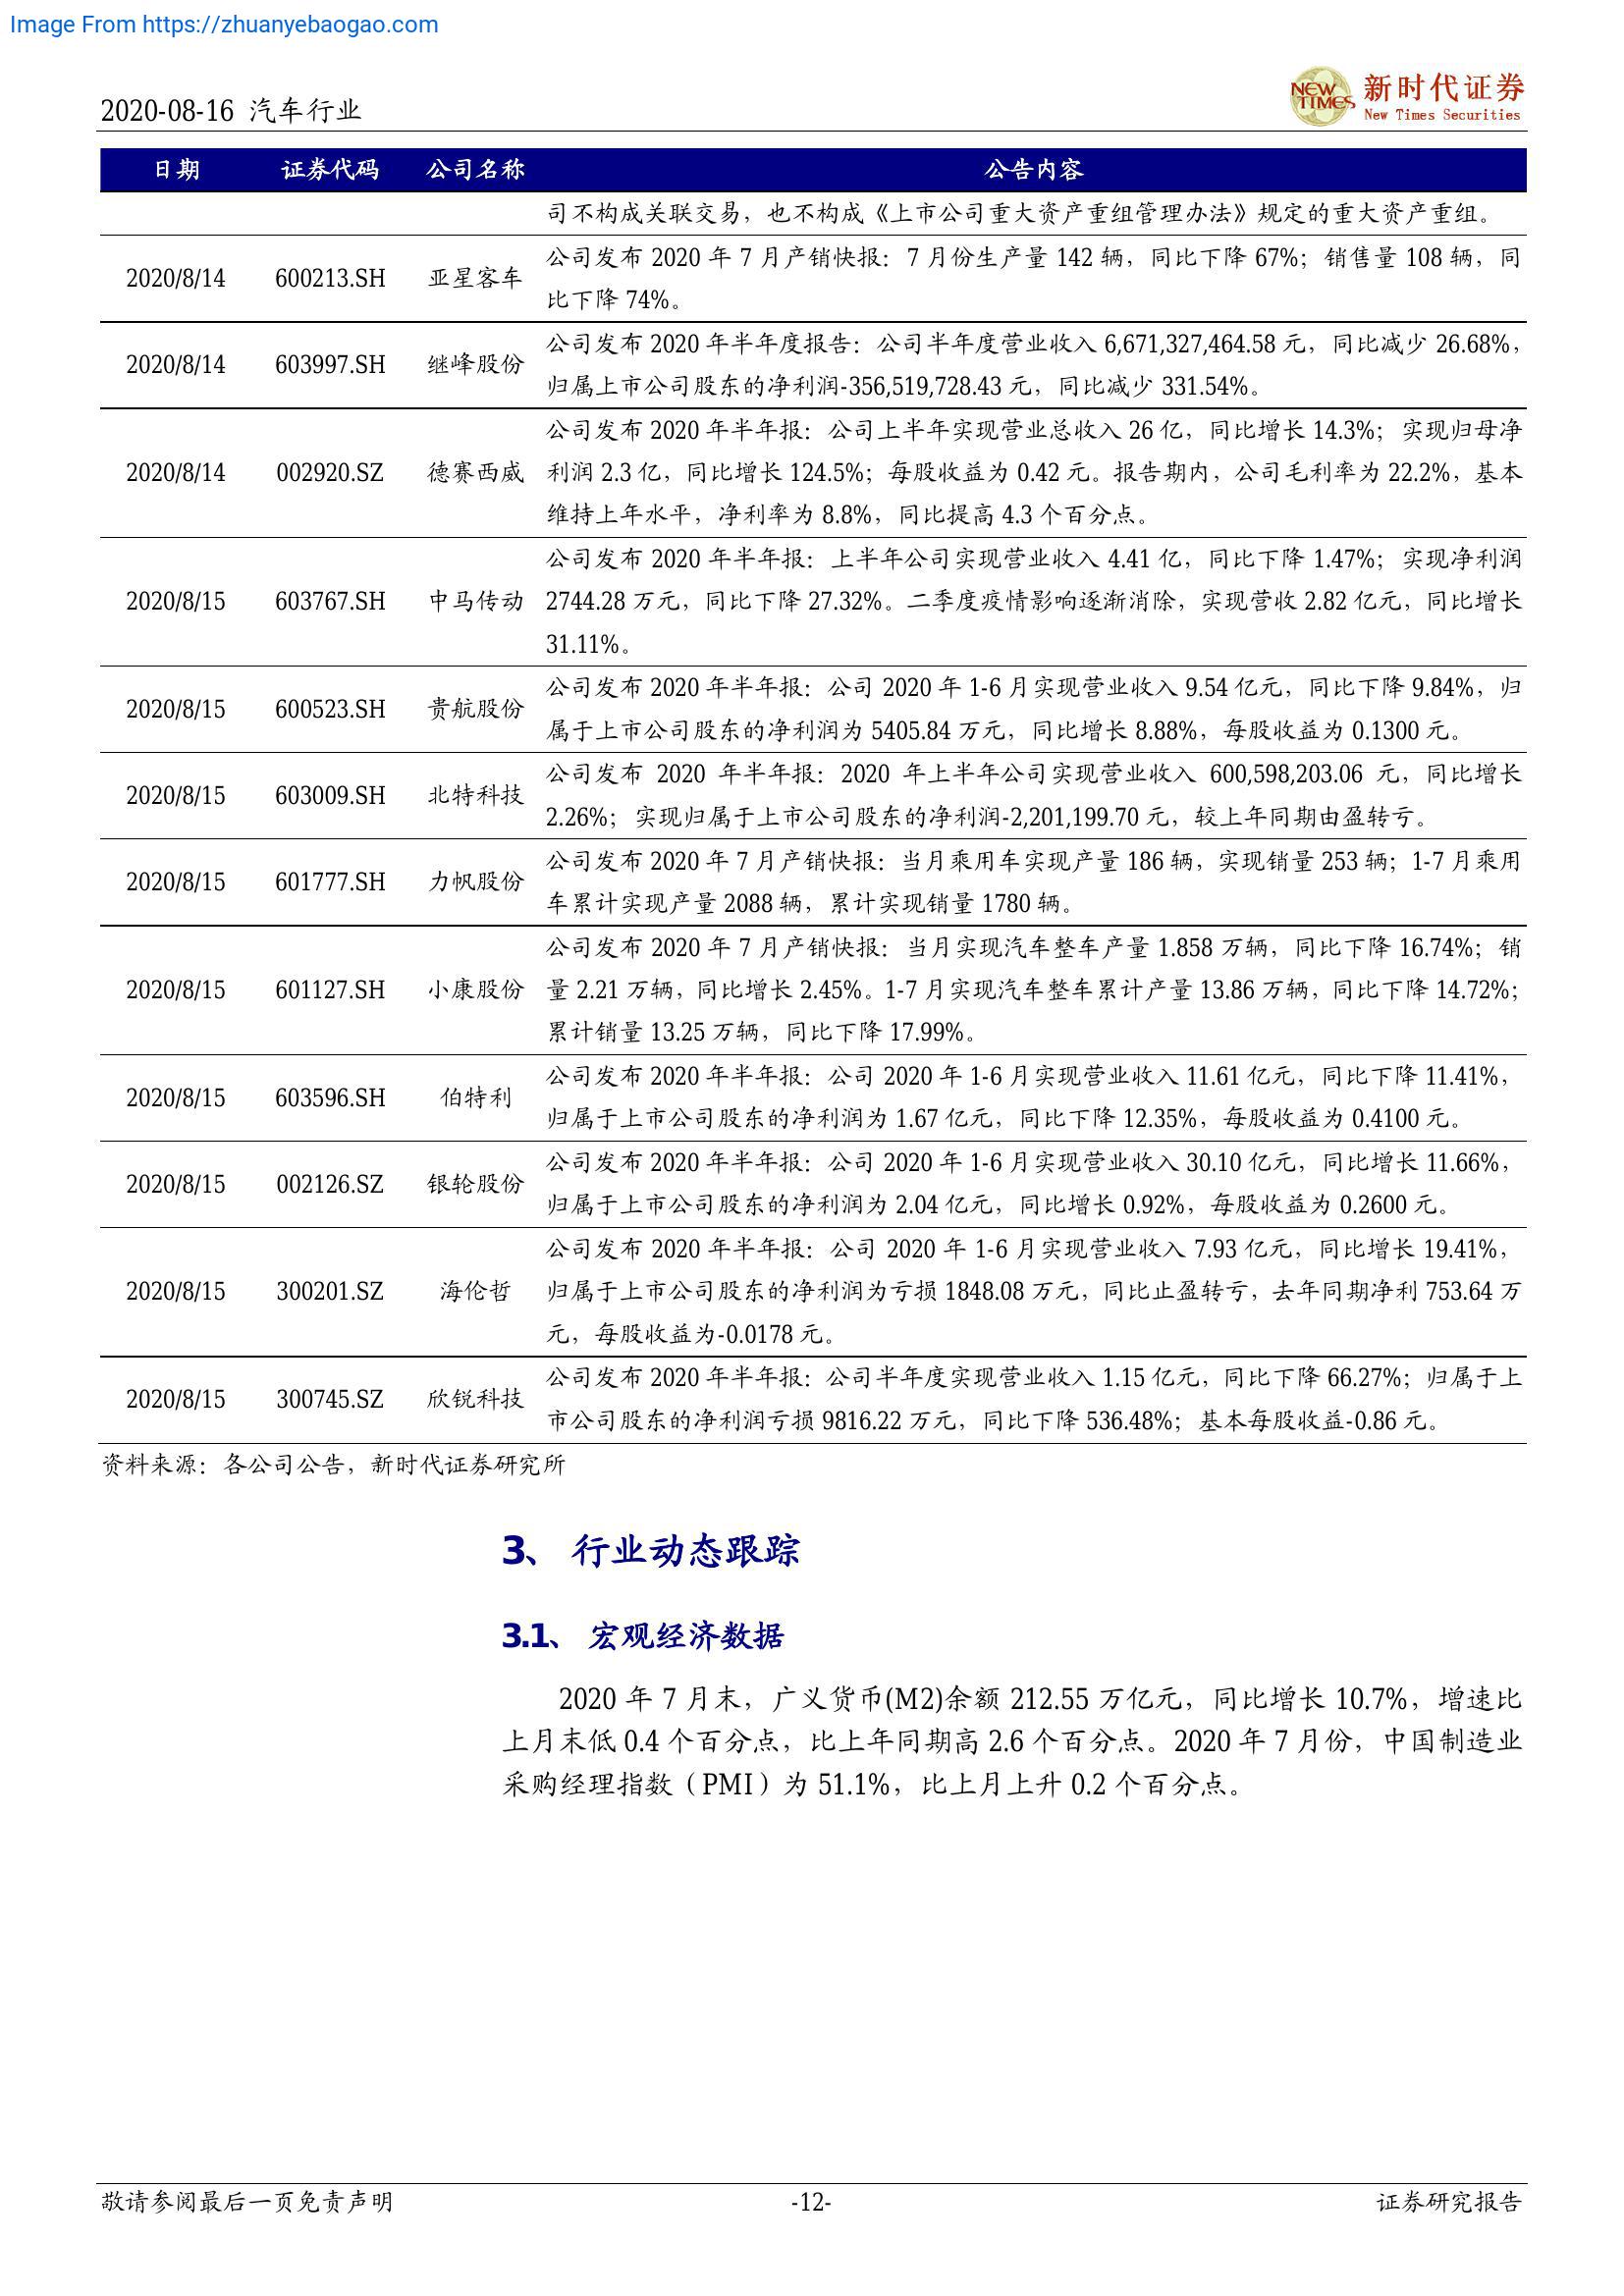 Image From https://zhuanyebaogao.com
2020-08-16 汽车行业
NEW TIMES
新时代证券
New Times Securities
日期 证券代码 公司名称 公告内容
司不构成关联交易，也不构成《上市公司重大资产重组管理办法》规定的重大资产重组。
2020/8/14 600213.SH 亚星客车 公司发布 2020 年 7 月产销快报：7 月份生产量 142 辆，同比下降 67%；销售量 108 辆，同
比下降 74%。
2020/8/14 603997.SH 继峰股份 公司发布 2020 年半年度报告：公司半年度营业收入 6,671,327,464.58 元，同比减少 26.68%，
归属上市公司股东的净利润-356,519,728.43 元，同比减少 331.54%。
公司发布 2020 年半年报：公司上半年实现营业总收入 26 亿，同比增长 14.3%；实现归母净
2020/8/14 002920.SZ 德赛西威 利润 2.3 亿，同比增长 124.5%；每股收益为 0.42 元。报告期内，公司毛利率为 22.2%，基本
维持上年水平，净利率为 8.8%，同比提高 4.3 个百分点。
公司发布 2020 年半年报：上半年公司实现营业收入 4.41 亿，同比下降 1.47%；实现净利润
2020/8/15 603767.SH 中马传动 2744.28 万元，同比下降 27.32%。二季度疫情影响逐渐消除，实现营收 2.82 亿元，同比增长
31.11%。
2020/8/15 600523.SH 贵航股份 公司发布 2020 年半年报：公司 2020 年 1-6 月实现营业收入 9.54 亿元，同比下降 9.84%，归
属于上市公司股东的净利润为 5405.84 万元，同比增长 8.88%，每股收益为 0.1300 元。
2020/8/15 603009.SH 北特科技 公司发布 2020 年半年报：2020 年上半年公司实现营业收入 600,598,203.06 元，同比增长
2.26%；实现归属于上市公司股东的净利润-2,201,199.70 元，较上年同期由盈转亏。
2020/8/15 601777.SH 力帆股份 公司发布 2020 年 7 月产销快报：当月乘用车实现产量 186 辆，实现销量 253 辆；1-7 月乘用
车累计实现产量 2088 辆，累计实现销量 1780 辆。
公司发布 2020 年 7 月产销快报：当月实现汽车整车产量 1.858 万辆，同比下降 16.74%；销
2020/8/15 601127.SH 小康股份 量 2.21 万辆，同比增长 2.45%。1-7 月实现汽车整车累计产量 13.86 万辆，同比下降 14.72%；
累计销量 13.25 万辆，同比下降 17.99%。
2020/8/15 603596.SH 伯特利 公司发布 2020 年半年报：公司 2020 年 1-6 月实现营业收入 11.61 亿元，同比下降 11.41%，
归属于上市公司股东的净利润为 1.67 亿元，同比下降 12.35%，每股收益为 0.4100 元。
2020/8/15 002126.SZ 银轮股份 公司发布 2020 年半年报：公司 2020 年 1-6 月实现营业收入 30.10 亿元，同比增长 11.66%，
归属于上市公司股东的净利润为 2.04 亿元，同比增长 0.92%，每股收益为 0.2600 元。
公司发布 2020 年半年报：公司 2020 年 1-6 月实现营业收入 7.93 亿元，同比增长 19.41%，
2020/8/15 300201.SZ 海伦哲 归属于上市公司股东的净利润为亏损 1848.08 万元，同比止盈转亏，去年同期净利 753.64 万
元，每股收益为-0.0178 元。
2020/8/15 300745.SZ 欣锐科技 公司发布 2020 年半年报：公司半年度实现营业收入 1.15 亿元，同比下降 66.27%；归属于上
市公司股东的净利润亏损 9816.22 万元，同比下降 536.48%；基本每股收益-0.86 元。
资料来源：各公司公告，新时代证券研究所
3、 行业动态跟踪
3.1、 宏观经济数据
2020 年 7 月末，广义货币(M2)余额 212.55 万亿元，同比增长 10.7%，增速比
上月末低 0.4 个百分点，比上年同期高 2.6 个百分点。2020 年 7 月份，中国制造业
采购经理指数（PMI）为 51.1%，比上月上升 0.2 个百分点。
敬请参阅最后一页免责声明 -12- 证券研究报告